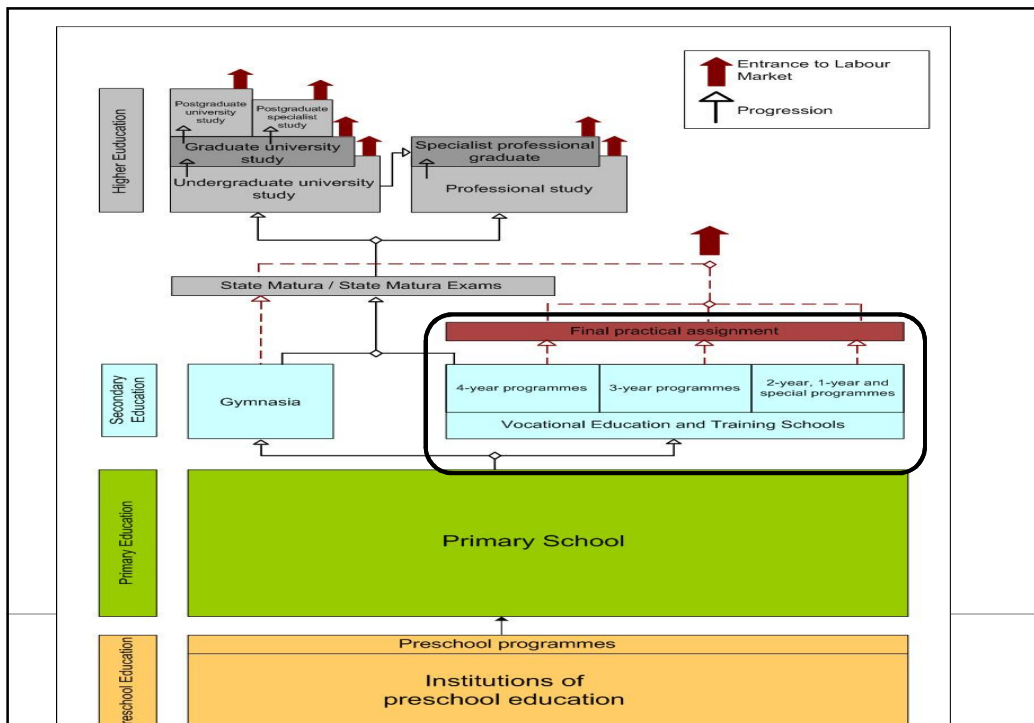 Entrance to Labour
Market
Progression
Higher Euducation
Postgraduate
university
study
Postgraduate
specialist
study
Graduate university
study
Undergraduate university
study
Specialist professional
graduate
Professional study
State Matura / State Matura Exams
Final practical assignment
Secondary
Education
Gymnasia
4-year programmes
3-year programmes
2-year, 1-year and
special programmes
Vocational Education and Training Schools
Primary Education
Primary School
Preschool programmes
Institutions of
preschool education
reschool Education